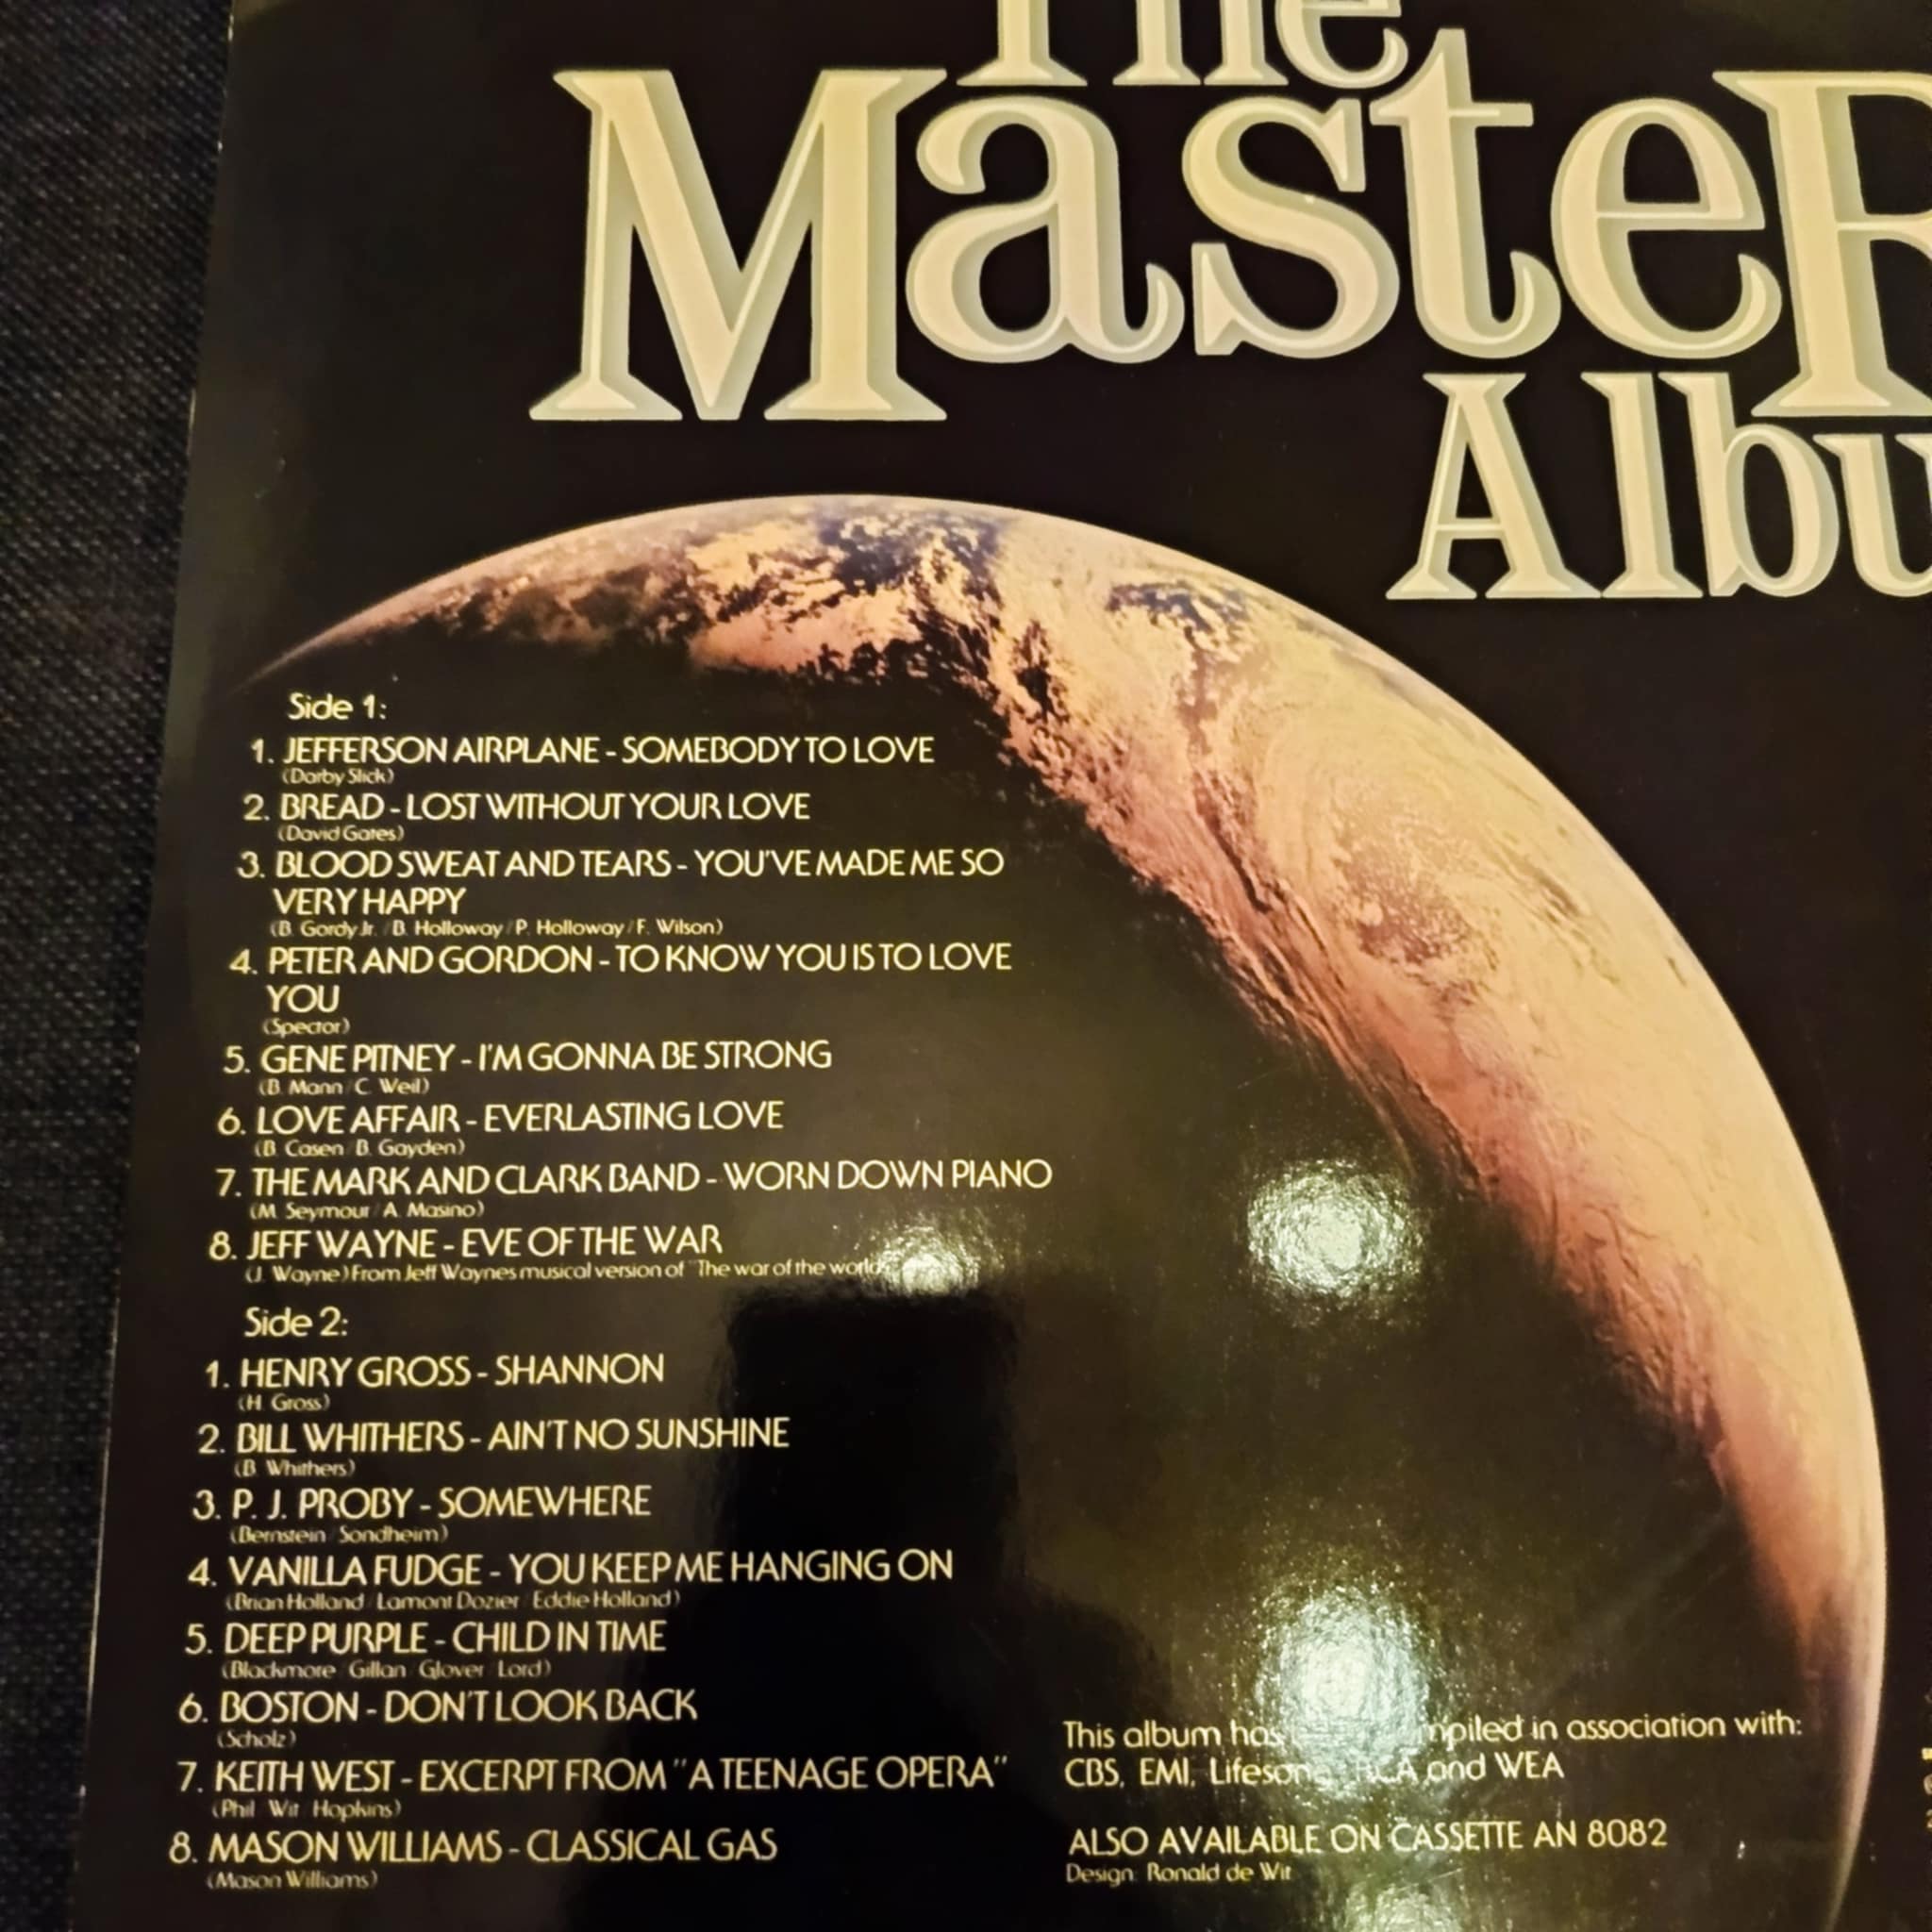 The
MasteR
Albu
Side 1:
1. JEFFERSON AIRPLANE - SOMEBODY TO LOVE
(Darby Slick)
2. BREAD - LOST WITHOUT YOUR LOVE
(David Gates)
3. BLOOD SWEAT AND TEARS - YOU'VE MADE ME SO
VERY HAPPY
(B. Gordy Jr. / B. Holloway / P. Holloway / F. Wilson)
4. PETER AND GORDON - TO KNOW YOU IS TO LOVE
YOU
(Spector)
5. GENE PITNEY - I'M GONNA BE STRONG
(B. Mann / C. Weil)
6. LOVE AFFAIR - EVERLASTING LOVE
(B. Casen / B. Gayden)
7. THE MARK AND CLARK BAND - WORN DOWN PIANO
(M. Seymour / A. Masino)
8. JEFF WAYNE - EVE OF THE WAR
(J. Wayne) From Jeff Waynes musical version of "The war of the world
Side 2:
1. HENRY GROSS - SHANNON
(H. Gross)
2. BILL WHITHERS - AIN'T NO SUNSHINE
(B. Whithers)
3. P. J. PROBY - SOMEWHERE
(Bernstein / Sondheim)
4. VANILLA FUDGE - YOU KEEP ME HANGING ON
(Brian Holland / Lamont Dozier / Eddie Holland)
5. DEEP PURPLE - CHILD IN TIME
(Blackmore / Gillan / Glover / Lord)
6. BOSTON - DON'T LOOK BACK
(Scholz)
7. KEITH WEST - EXCERPT FROM "A TEENAGE OPERA"
(Phil Wit / Hopkins)
8. MASON WILLIAMS - CLASSICAL GAS
(Mason Williams)
This album has in association with:
CBS, EMI, Lifesong and WEA
ALSO AVAILABLE ON CASSETTE AN 8082
Design: Ronald de Wit